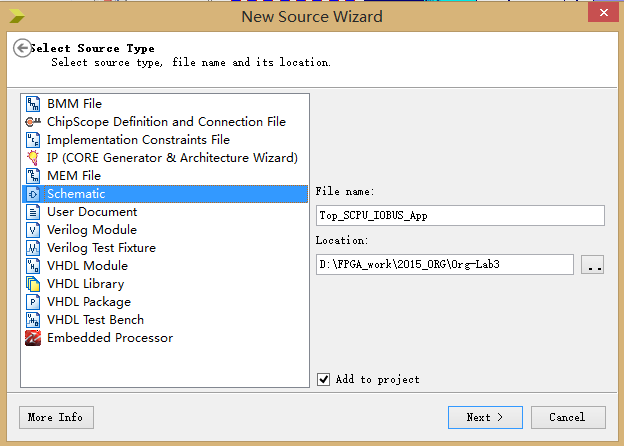 New Source Wizard
Select Source Type
Select source type, file name and its location.
BMM File
ChipScope Definition and Connection File
Implementation Constraints File
IP (CORE Generator & Architecture Wizard)
MEM File
Schematic
User Document
Verilog Module
Verilog Test Fixture
VHDL Module
VHDL Library
VHDL Package
VHDL Test Bench
Embedded Processor
File name:
Top_SCPU_IOBUS_App
Location:
D:\FPGA_work\2015_ORG\Org-Lab3
..
Add to project
More Info
Next >
Cancel